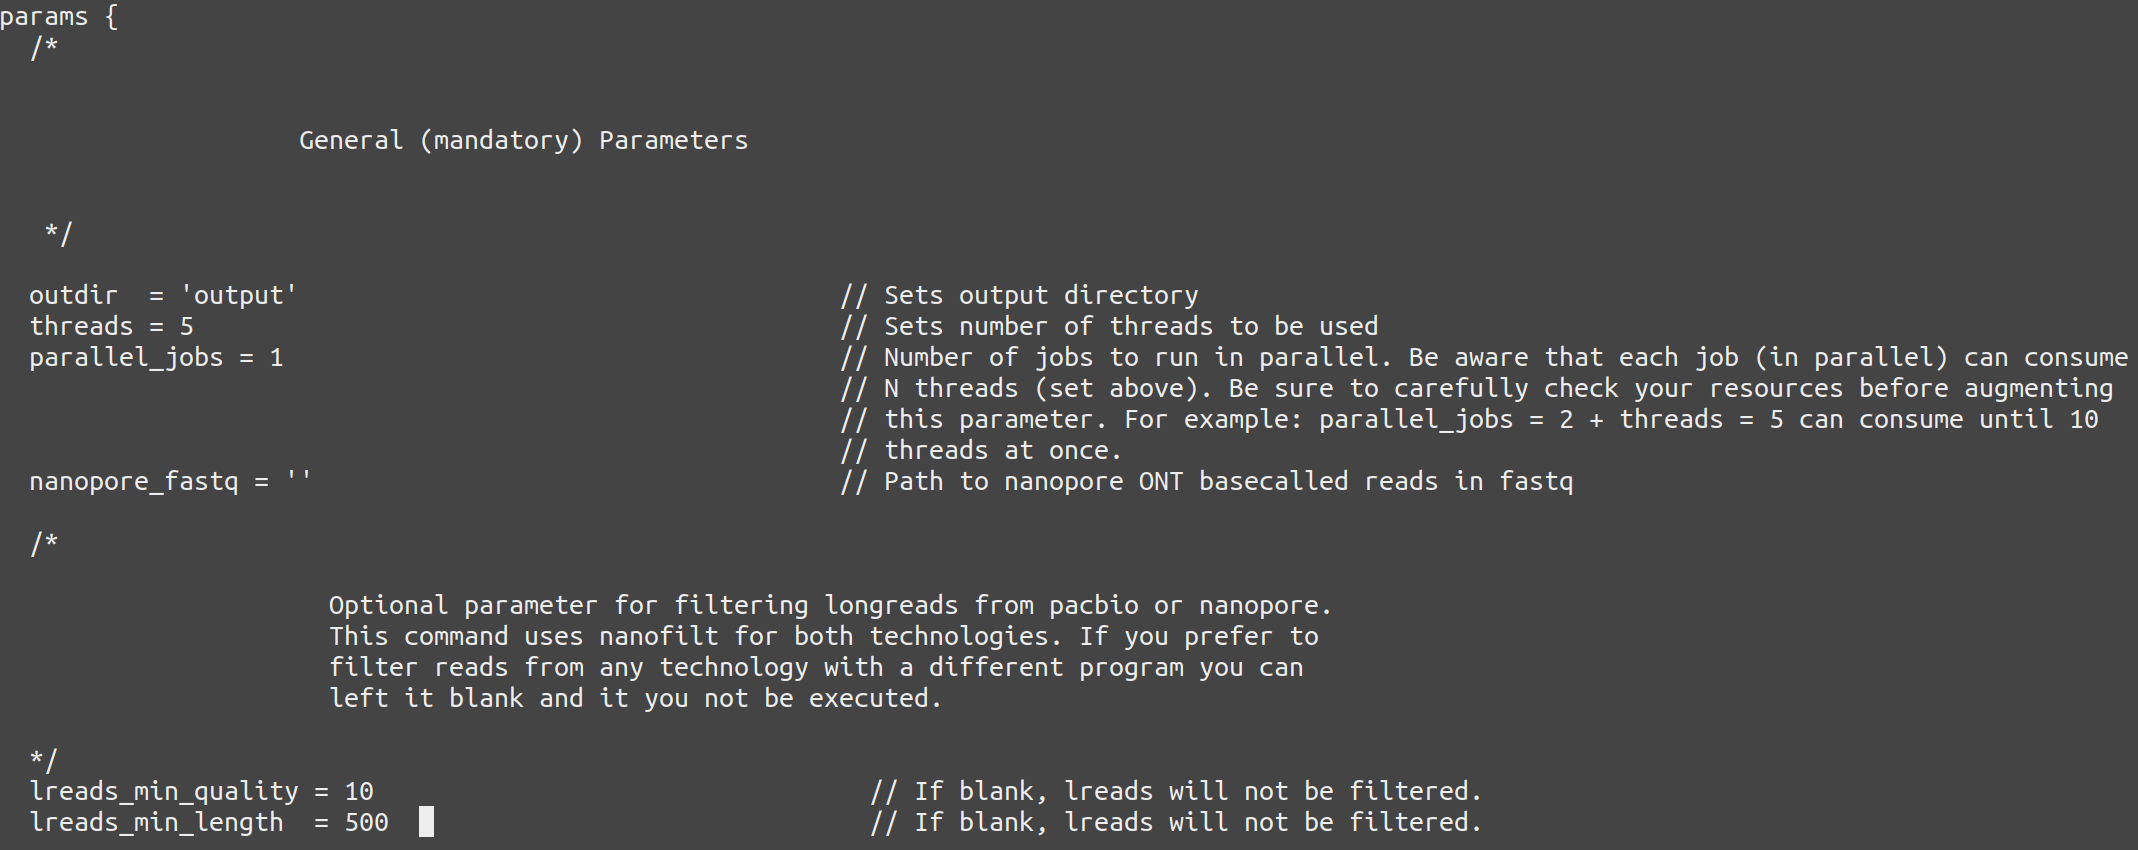 params {
/*
General (mandatory) Parameters
*/
outdir  = 'output' // Sets output directory
threads = 5 // Sets number of threads to be used
parallel_jobs = 1 // Number of jobs to run in parallel. Be aware that each job (in parallel) can consume
// N threads (set above). Be sure to carefully check your resources before augmenting
// this parameter. For example: parallel_jobs = 2 + threads = 5 can consume until 10
// threads at once.
nanopore_fastq = '' // Path to nanopore ONT basecalled reads in fastq
/*
Optional parameter for filtering longreads from pacbio or nanopore.
This command uses nanofilt for both technologies. If you prefer to
filter reads from any technology with a different program you can
left it blank and it you not be executed.
*/
lreads_min_quality = 10 // If blank, lreads will not be filtered.
lreads_min_length  = 500 // If blank, lreads will not be filtered.